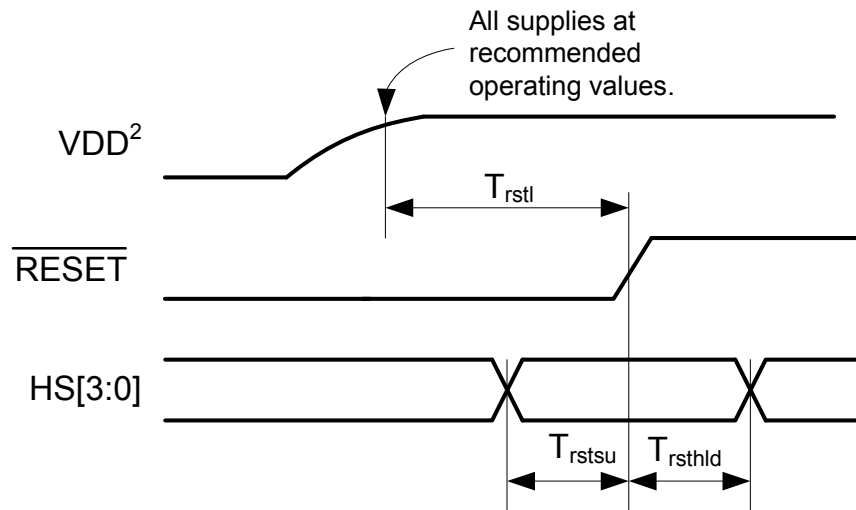 All supplies at
recommended
operating values.
VDD²
Trstl
RESET
HS[3:0]
Trstsu
Trsthld